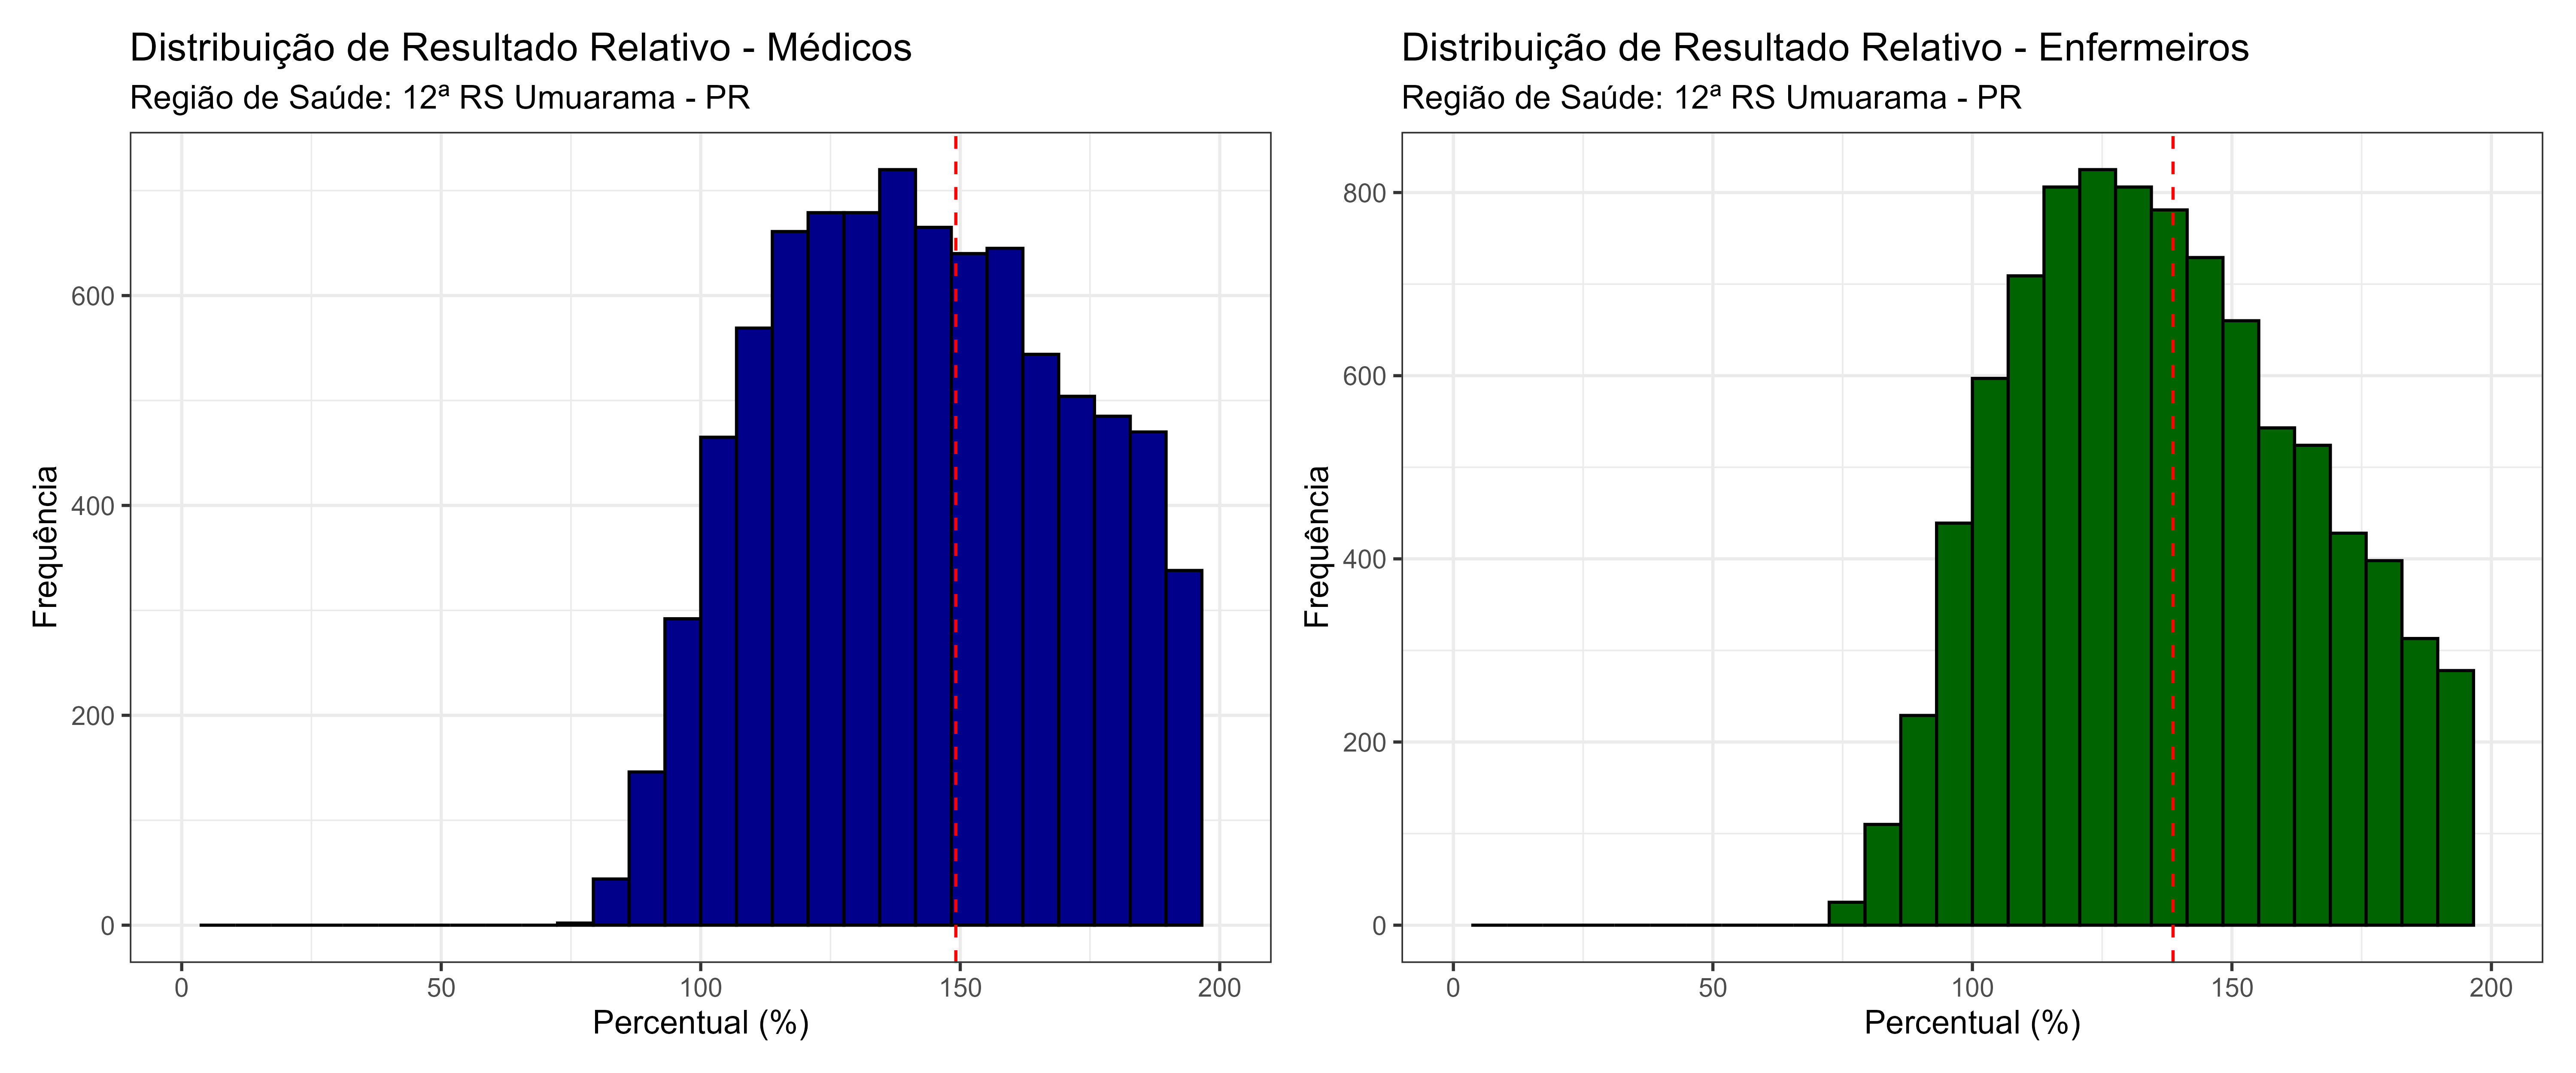 Distribuição de Resultado Relativo - Médicos
Região de Saúde: 12ª RS Umuarama - PR
Frequência
600
400
200
0
0 50 100 150 200
Percentual (%)
Distribuição de Resultado Relativo - Enfermeiros
Região de Saúde: 12ª RS Umuarama - PR
Frequência
800
600
400
200
0
0 50 100 150 200
Percentual (%)